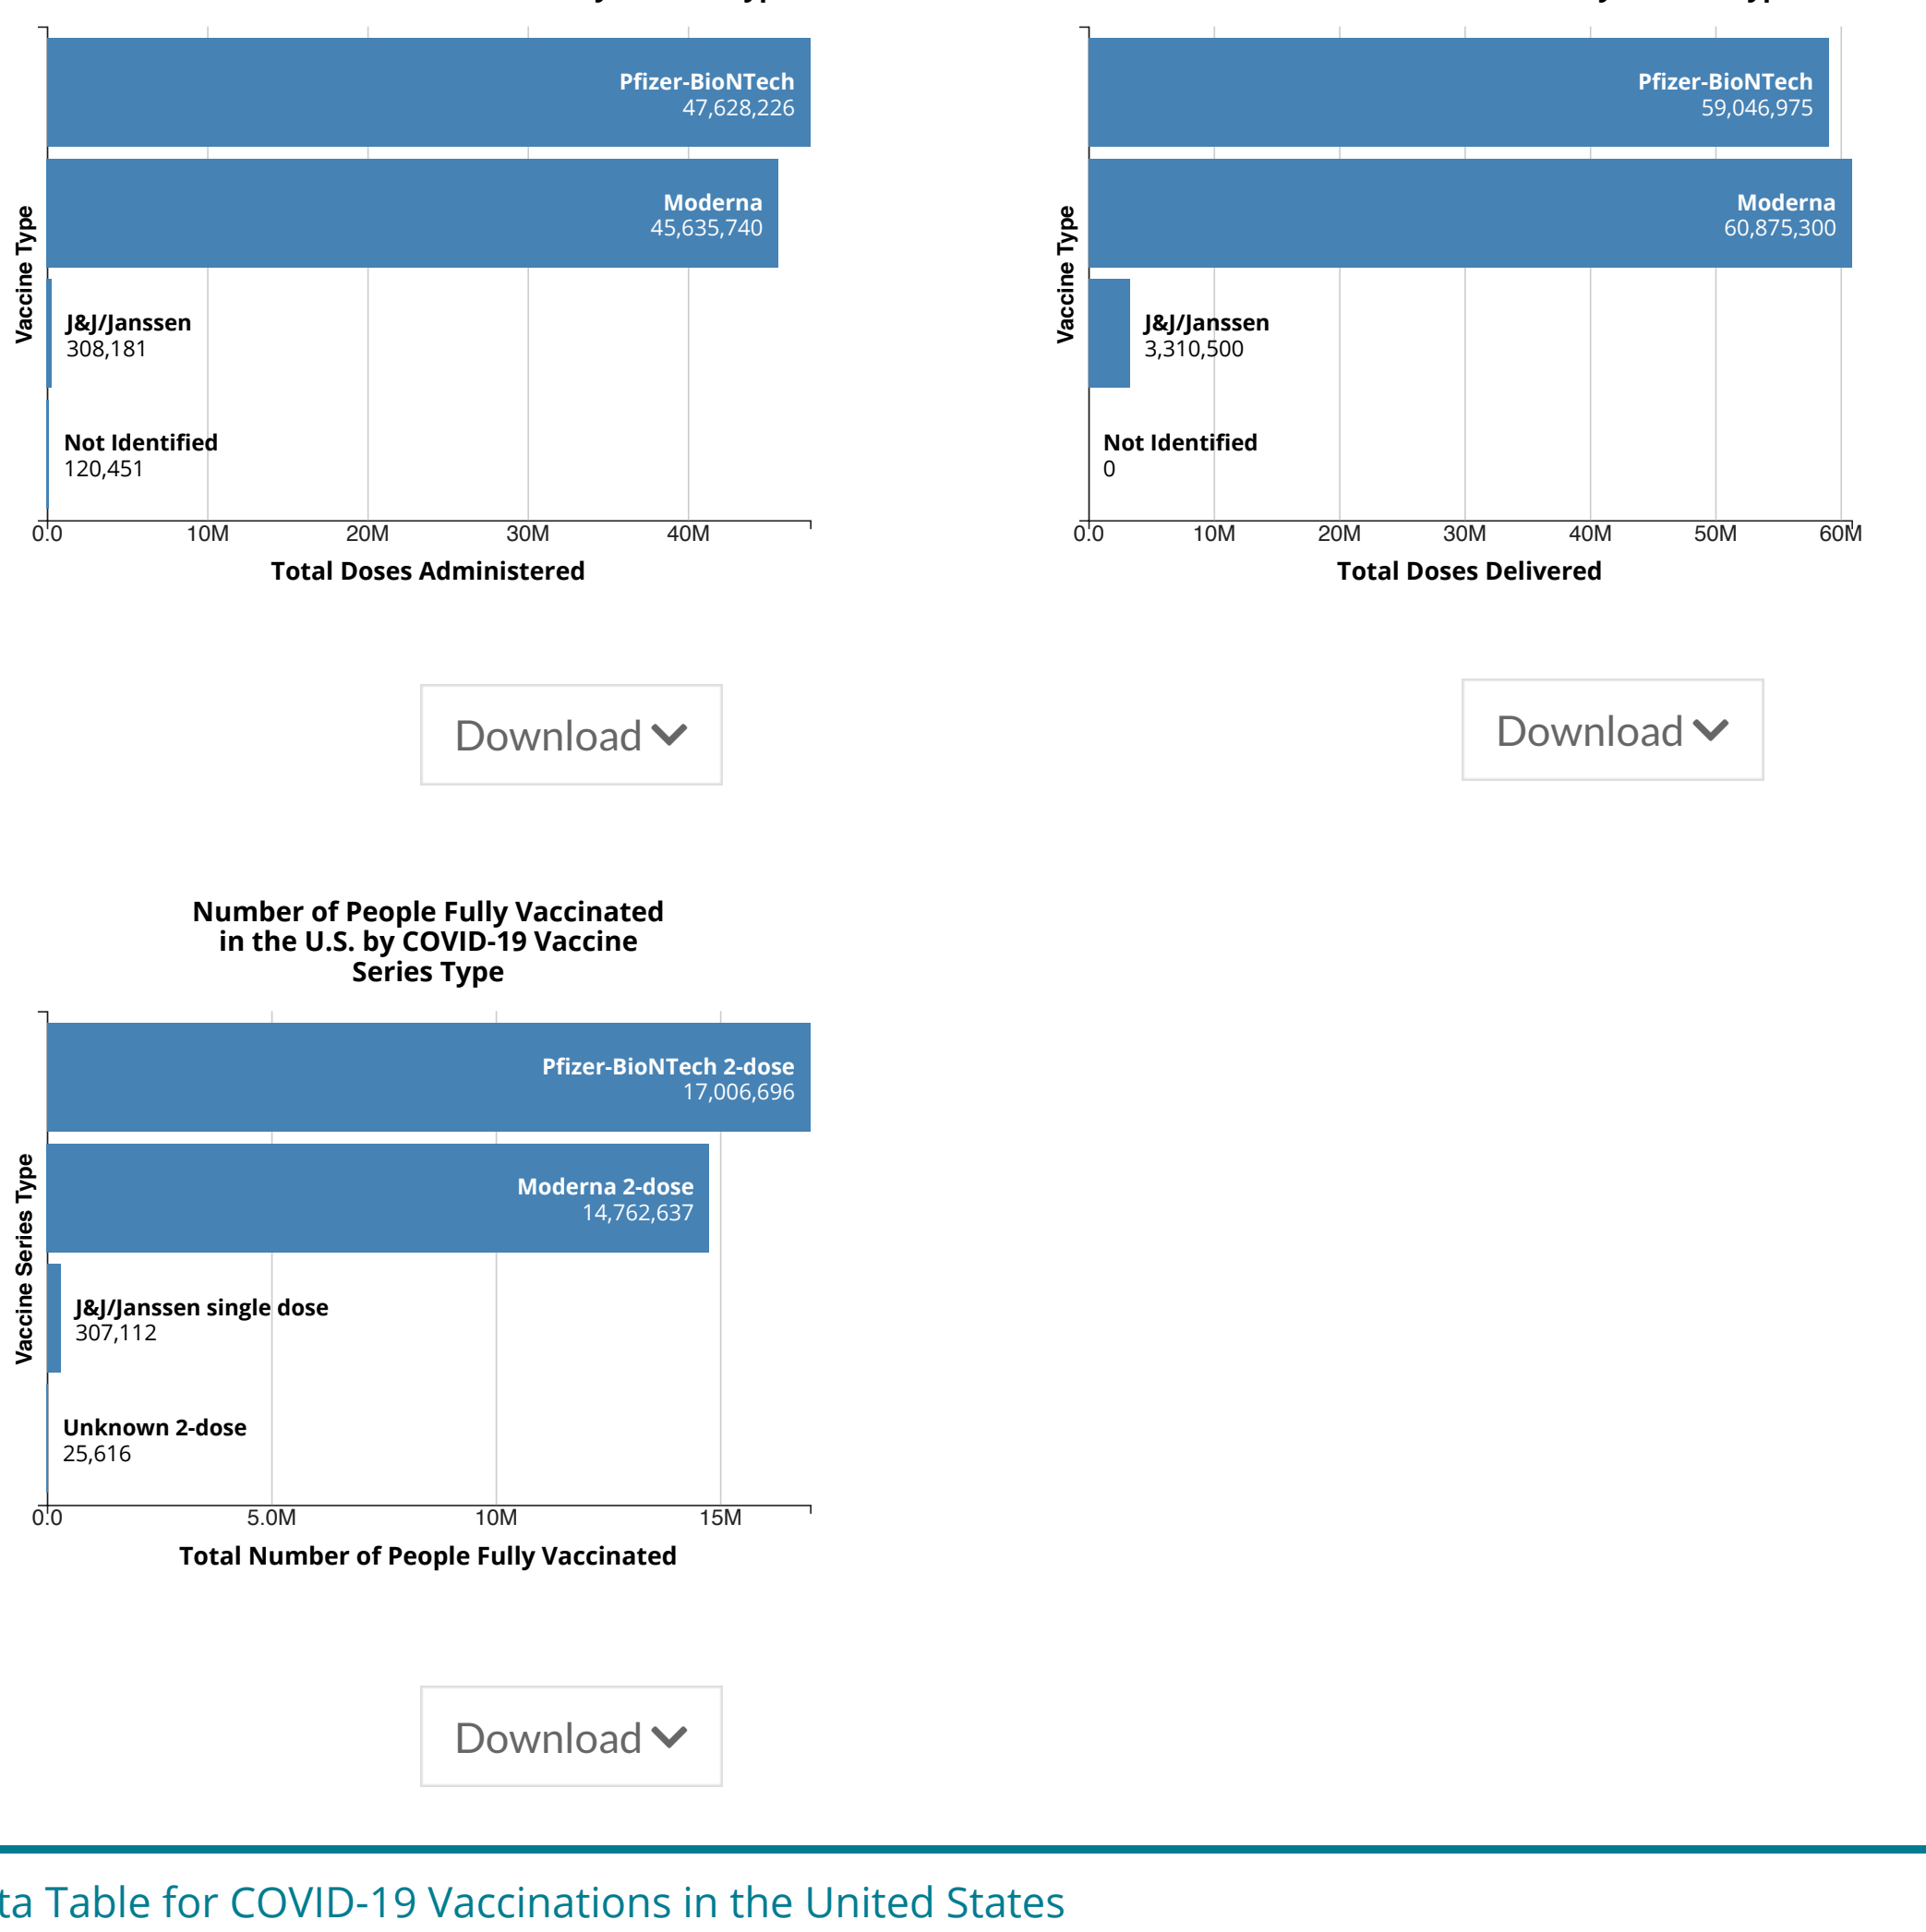 Pfizer-BioNTech
47,628,226
Moderna
45,635,740
J&J/Janssen
308,181
Not Identified
120,451
Vaccine Type
0.0 10M 20M 30M 40M
Total Doses Administered
Download
Pfizer-BioNTech
59,046,975
Moderna
60,875,300
J&J/Janssen
3,310,500
Not Identified
0
Vaccine Type
0.0 10M 20M 30M 40M 50M 60M
Total Doses Delivered
Download
Number of People Fully Vaccinated
in the U.S. by COVID-19 Vaccine
Series Type
Pfizer-BioNTech 2-dose
17,006,696
Moderna 2-dose
14,762,637
J&J/Janssen single dose
307,112
Unknown 2-dose
25,616
Vaccine Series Type
0.0 5.0M 10M 15M
Total Number of People Fully Vaccinated
Download
ta Table for COVID-19 Vaccinations in the United States